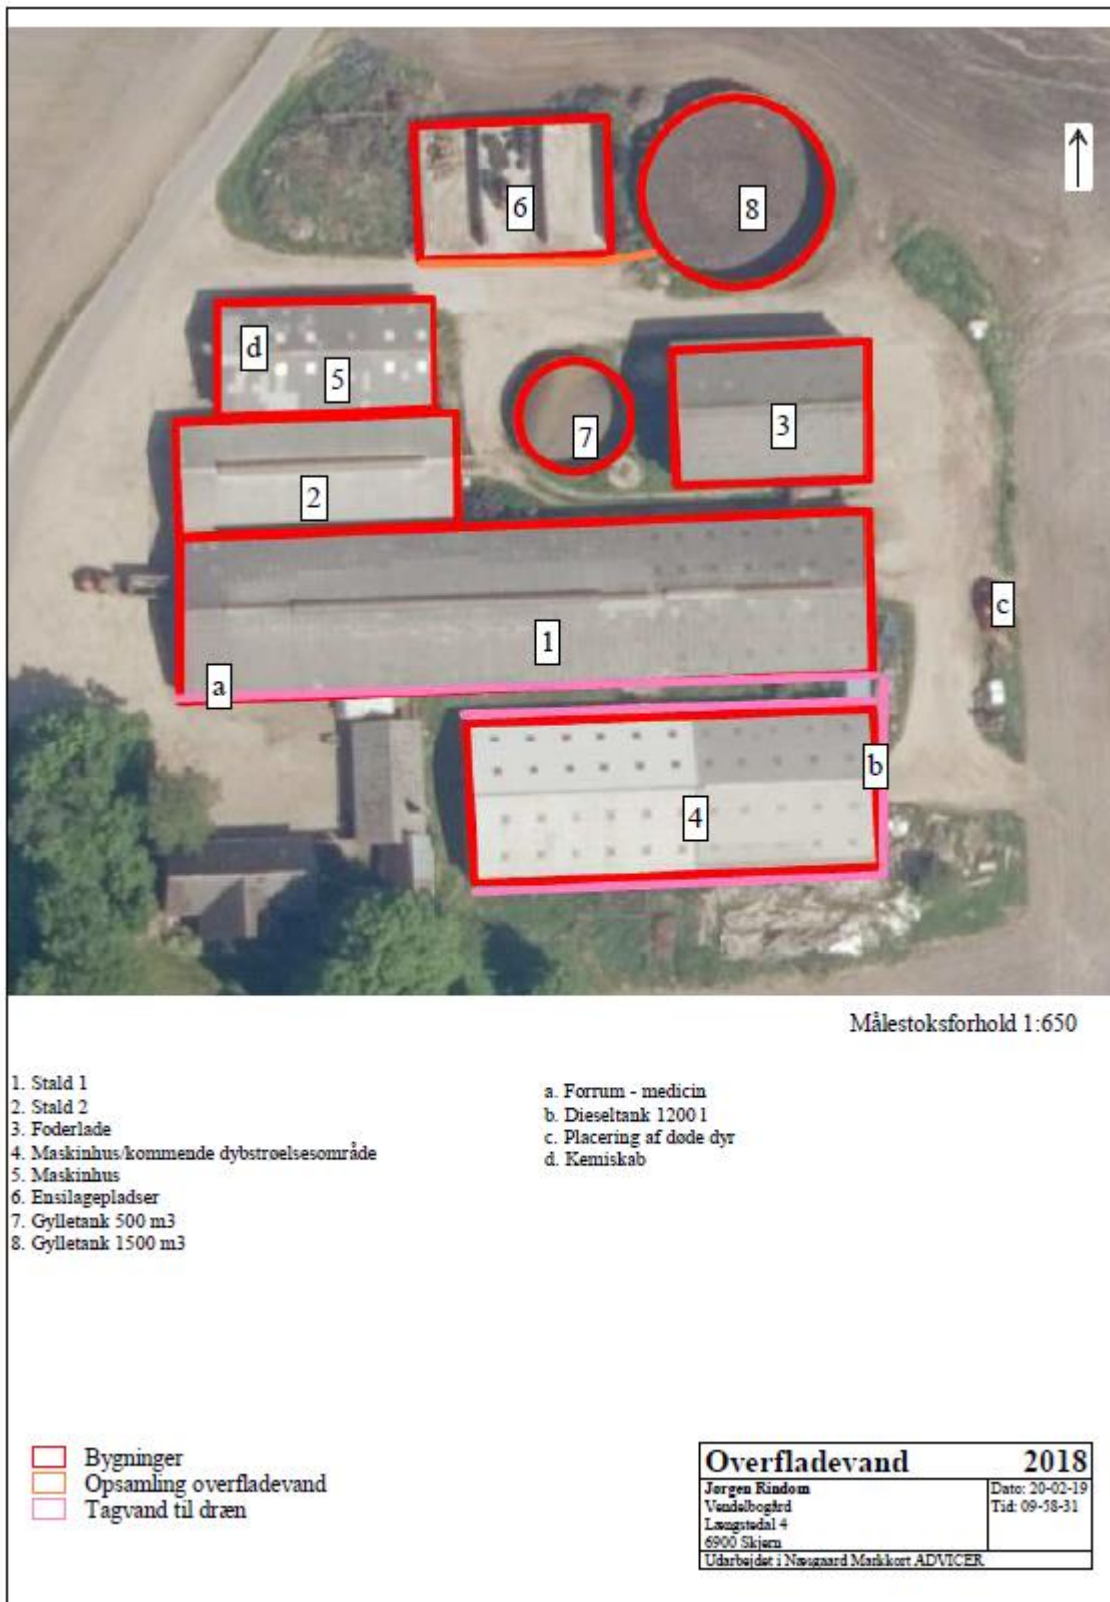 6
8
d
5
7
3
2
1
c
a
b
4
Målestoksforhold 1:650
1. Stald 1
2. Stald 2
3. Foderlade
4. Maskinhus/kommende dybstrøelsesområde
5. Maskinhus
6. Ensilagepladser
7. Gylletank 500 m3
8. Gylletank 1500 m3
a. Forrum - medicin
b. Dieseltank 1200 l
c. Placering af døde dyr
d. Kemiskab
Bygninger
Opsamling overfladevand
Tagvand til dræn
Overfladevand 2018
Jørgen Rindom
Vendelbogård
Længstedal 4
6900 Skjern
Dato: 20-02-19
Tid: 09-58-31
Udarbejdet i Næsgaard Markkort ADVICER